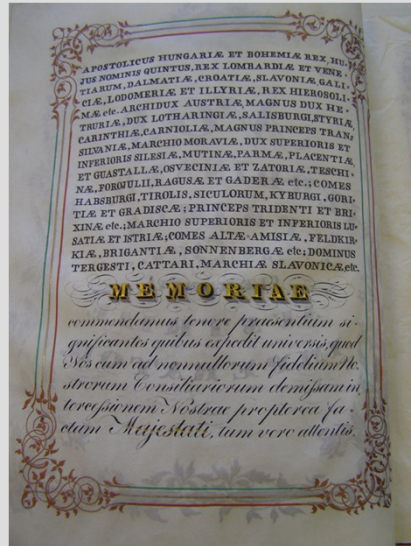 APOSTOLICUS HUNGARIÆ ET BOHEMIÆ REX, HU-
JUS NOMINIS QUINTUS, REX LOMBARDIÆ ET VENE-
TIARUM, DALMATIÆ, CROATIÆ, SLAVONIÆ, GALI-
CIÆ, LODOMERIÆ ET ILLYRIÆ, REX HIEROSOLI-
MÆ etc. ARCHIDUX AUSTRIÆ, MAGNUS DUX HE-
TRURIÆ, DUX LOTHARINGIÆ, SALISBURGI, STYRIÆ,
CARINTHIÆ, CARNIOLIÆ, MAGNUS PRINCEPS TRAN-
SILVANIÆ, MARCHIO MORAVIÆ, DUX SUPERIORIS ET
INFERIORIS SILESIÆ, MUTINÆ, PARMÆ, PLACENTIÆ,
ET GUASTALLÆ, OSVECINIÆ ET ZATORIÆ, TESCHI-
NÆ, FOROJULII, RAGUSÆ ET GADERÆ etc.; COMES
HABSBURGI, TIROLIS, SICULORUM, KYBURGI, GORI-
TIÆ ET GRADISCÆ; PRINCEPS TRIDENTI ET BRI-
XINÆ etc.; MARCHIO SUPERIORIS ET INFERIORIS LU-
SATIÆ ET ISTRIÆ; COMES ALTÆ-AMISIÆ, FELDKIR-
KIÆ, BRIGANTIÆ, SONNENBERGÆ etc; DOMINUS
TERGESTI, CATTARI, MARCHIÆ SLAVONICÆ etc.
MEMORIAE
commendamus tenore praesentium si-
gnificantes quibus expedit universis, quod
Nos cum ad nonnullorum fidelium No-
strorum Consiliariorum demissam in-
tercessionem Nostrae propterea fa-
ctam Majestati, tum vero attentis,